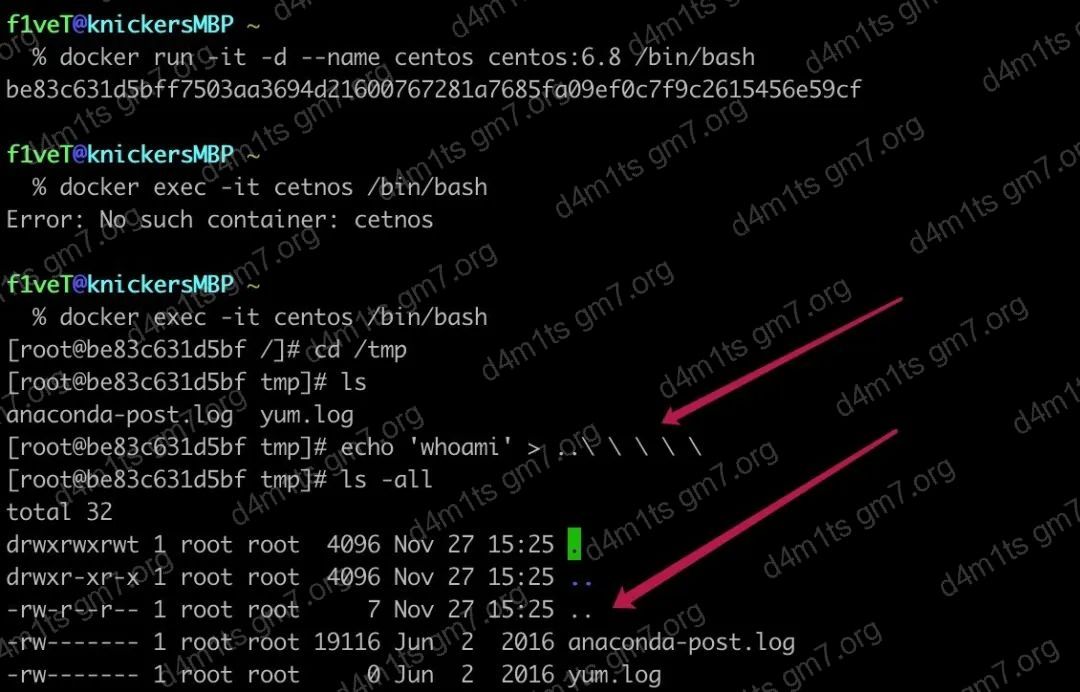 f1veT@knickersMBP ~
% docker run -it -d --name centos centos:6.8 /bin/bash
be83c631d5bff7503aa3694d21600767281a7685fa09ef0c7f9c2615456e59cf
f1veT@knickersMBP ~
% docker exec -it cetnos /bin/bash
Error: No such container: cetnos
f1veT@knickersMBP ~
% docker exec -it centos /bin/bash
[root@be83c631d5bf /]# cd /tmp
[root@be83c631d5bf tmp]# ls
anaconda-post.log  yum.log
[root@be83c631d5bf tmp]# echo 'whoami' > ..\ \ \ \ \
[root@be83c631d5bf tmp]# ls -all
total 32
drwxrwxrwt 1 root root  4096 Nov 27 15:25 .
drwxr-xr-x 1 root root  4096 Nov 27 15:25 ..
-rw-r--r-- 1 root root     7 Nov 27 15:25 ..
-rw------- 1 root root 19116 Jun  2  2016 anaconda-post.log
-rw------- 1 root root     0 Jun  2  2016 yum.log
d4m1ts gm7.org